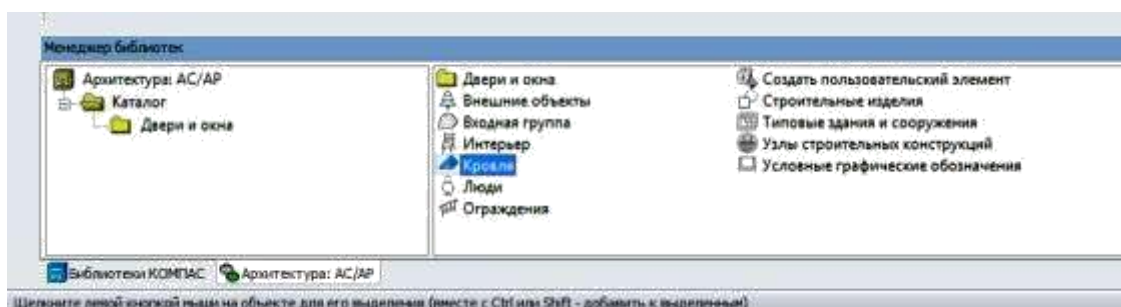 Менеджер библиотек
Архитектура: АС/АР
Каталог
Двери и окна
Двери и окна
Внешние объекты
Входная группа
Интерьер
Кровля
Люди
Ограждения
Создать пользовательский элемент
Строительные изделия
Типовые здания и сооружения
Узлы строительных конструкций
Условные графические обозначения
Библиотеки КОМПАС
Архитектура: АС/АР
Щелкните левой кнопкой мыши на объекте для его выделения (вместе с Ctrl или Shift - добавить к выделенным)